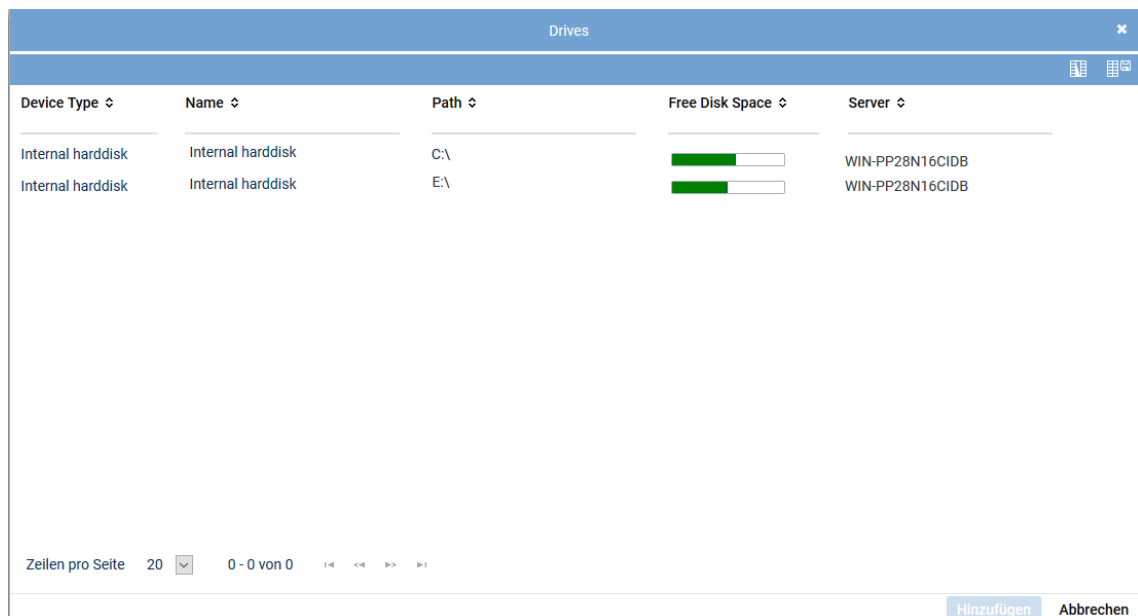 Drives
Device Type Name Path Free Disk Space Server
Internal harddisk Internal harddisk C:\ WIN-PP28N16CIDB
Internal harddisk Internal harddisk E:\ WIN-PP28N16CIDB
Zeilen pro Seite 20 0 - 0 von 0
Hinzufügen Abbrechen